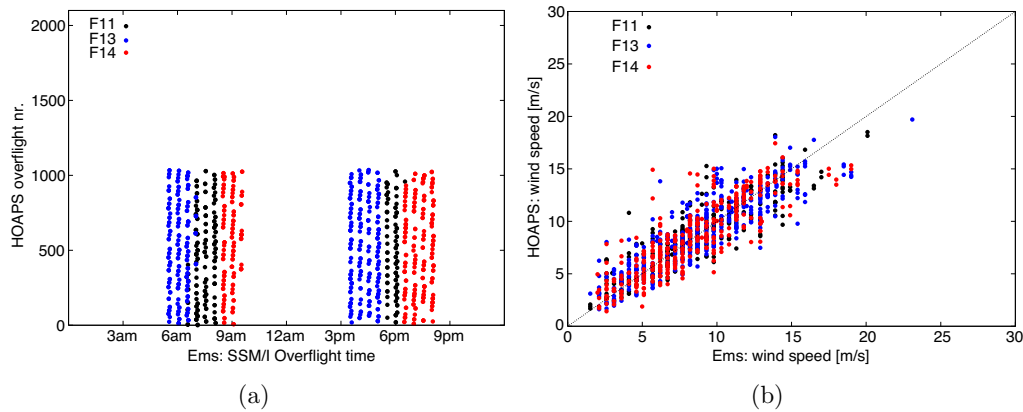 2000
1500
1000
500
0
HOAPS overflight nr.
F11
F13
F14
3am
6am
9am
12am
3pm
6pm
9pm
Ems: SSM/I Overflight time
(a)
30
25
20
15
10
5
0
HOAPS: wind speed [m/s]
F11
F13
F14
0
5
10
15
20
25
30
Ems: wind speed [m/s]
(b)